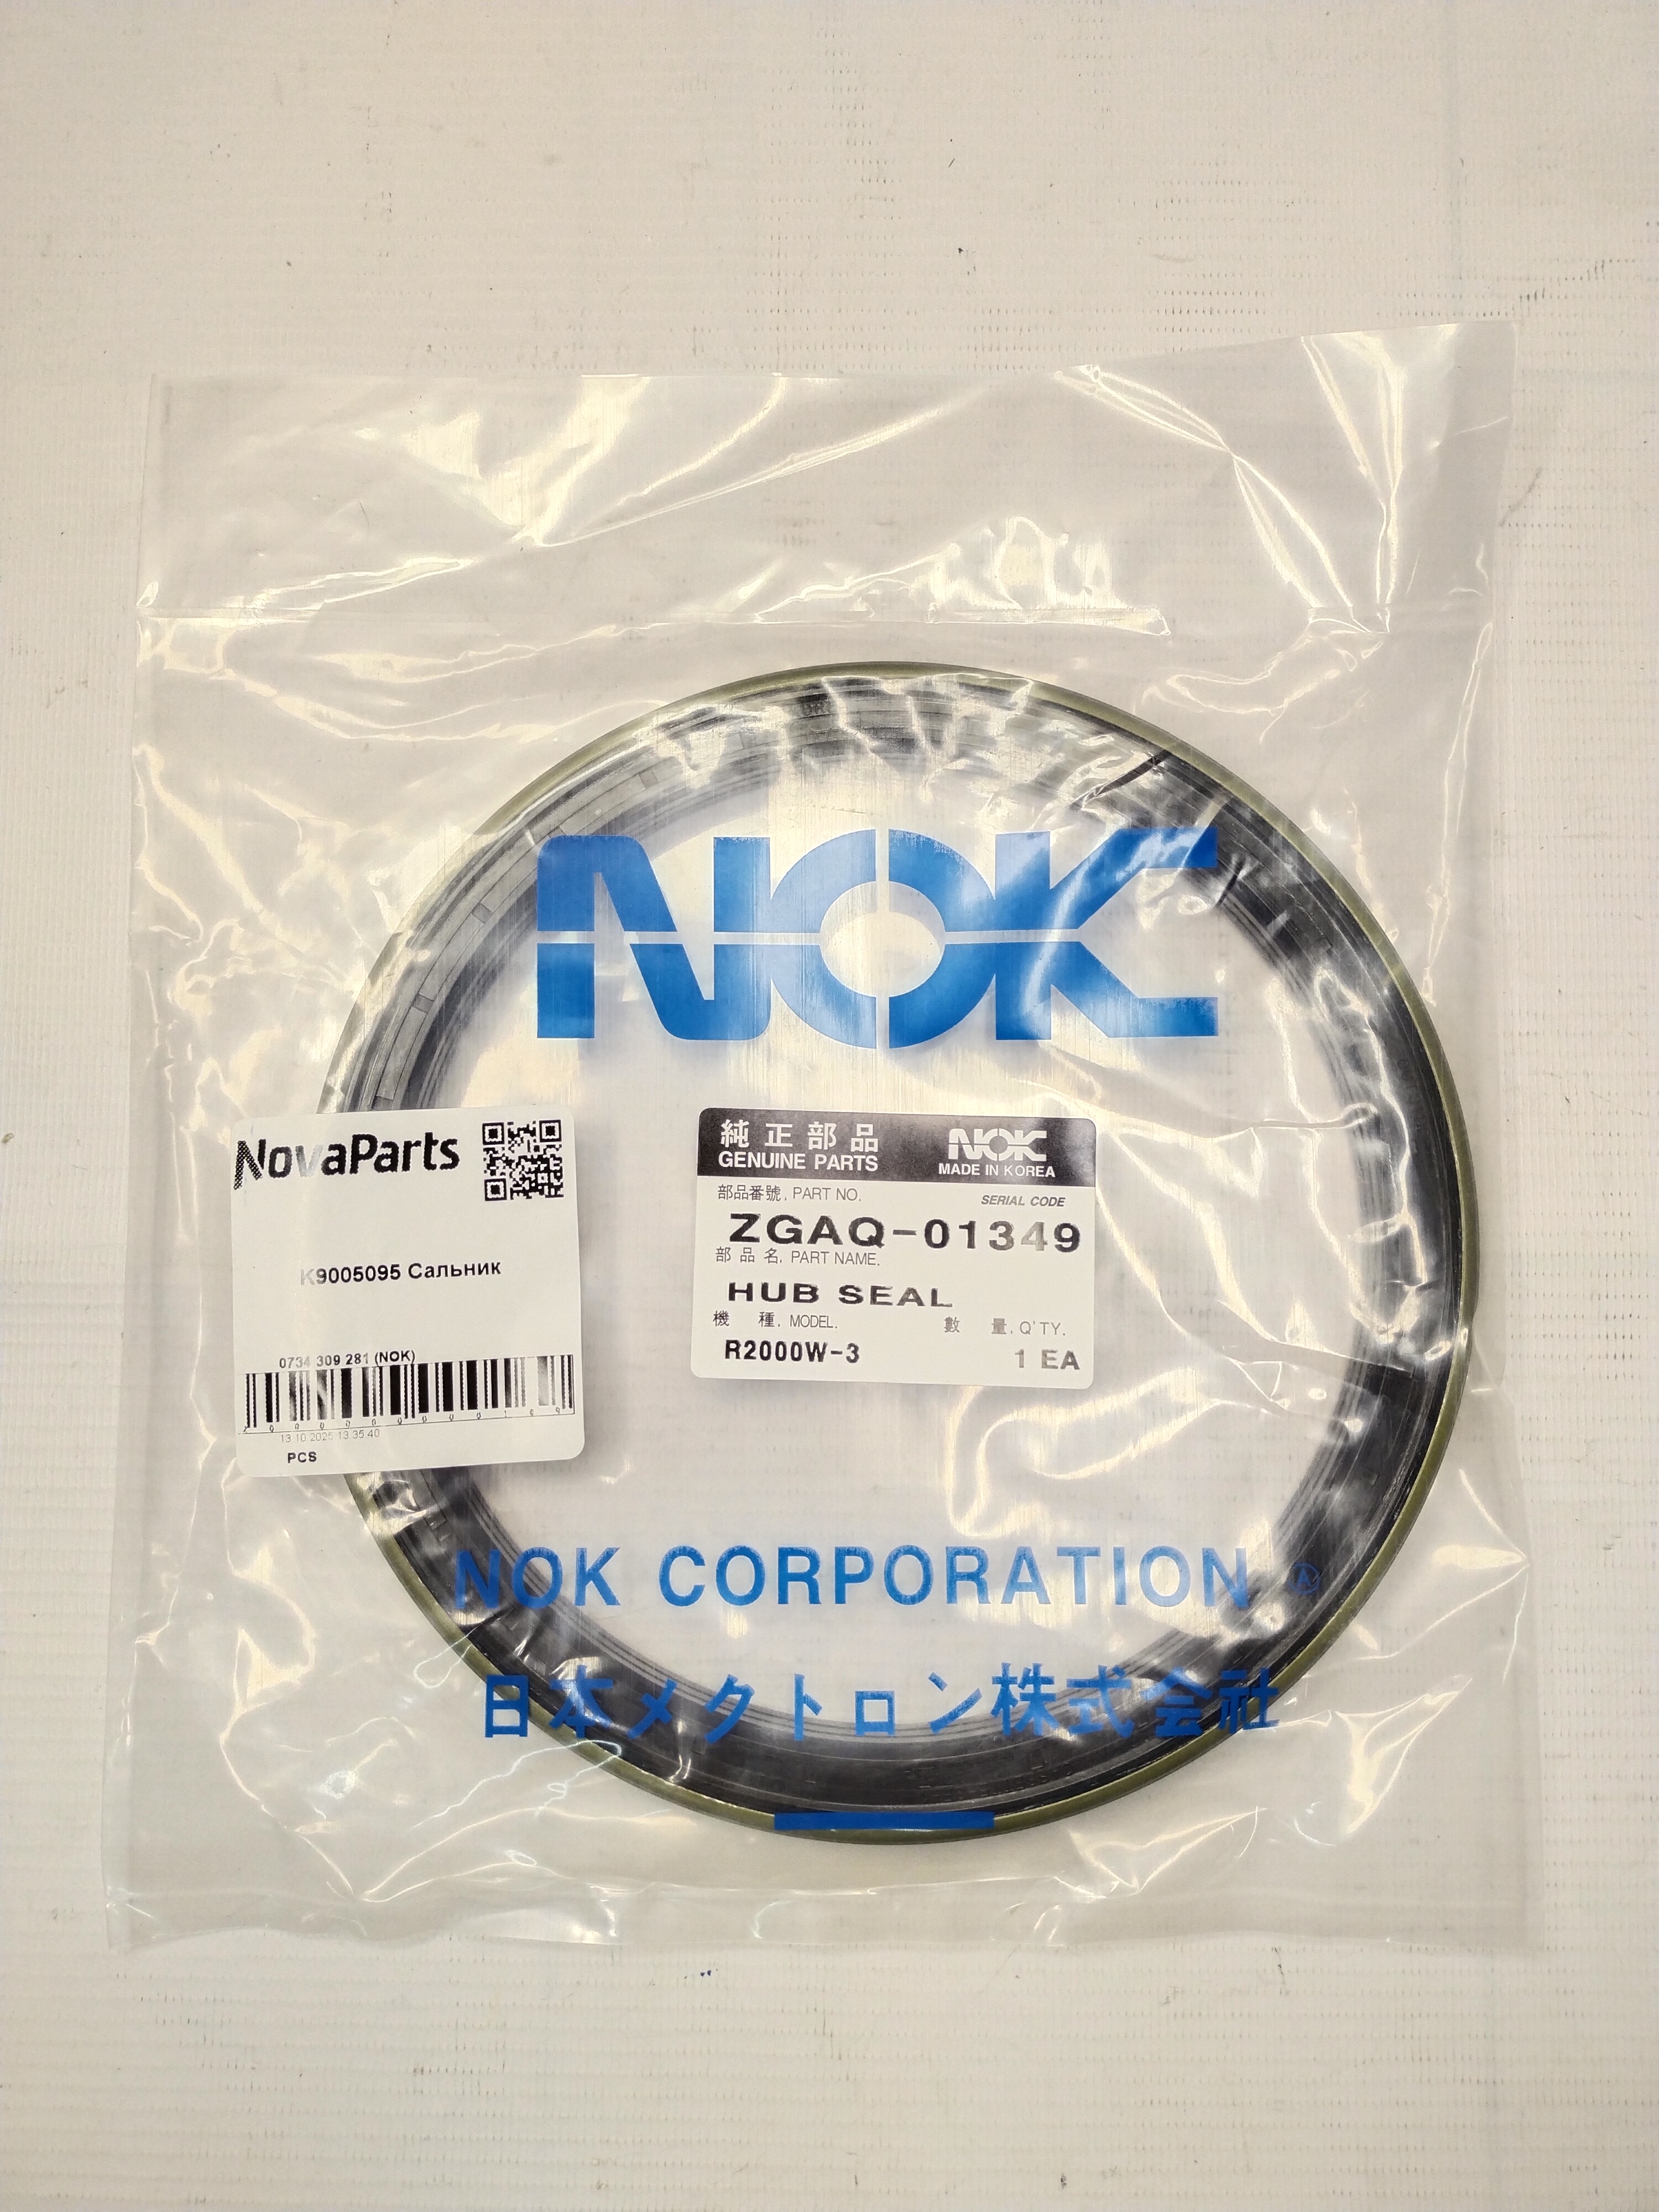 NOK
NovaParts
K9005095 Сальник
0734 309 281 (NOK)
13.10.2025 13:35:40
PCS
純正部品
GENUINE PARTS
NOK
MADE IN KOREA
部品番號. PART NO.
SERIAL CODE
ZGAQ-01349
部品名. PART NAME.
HUB SEAL
機 種. MODEL.
數 量. Q'TY.
R2000W-3
1 EA
NOK CORPORATION
日本メクトロン株式会社